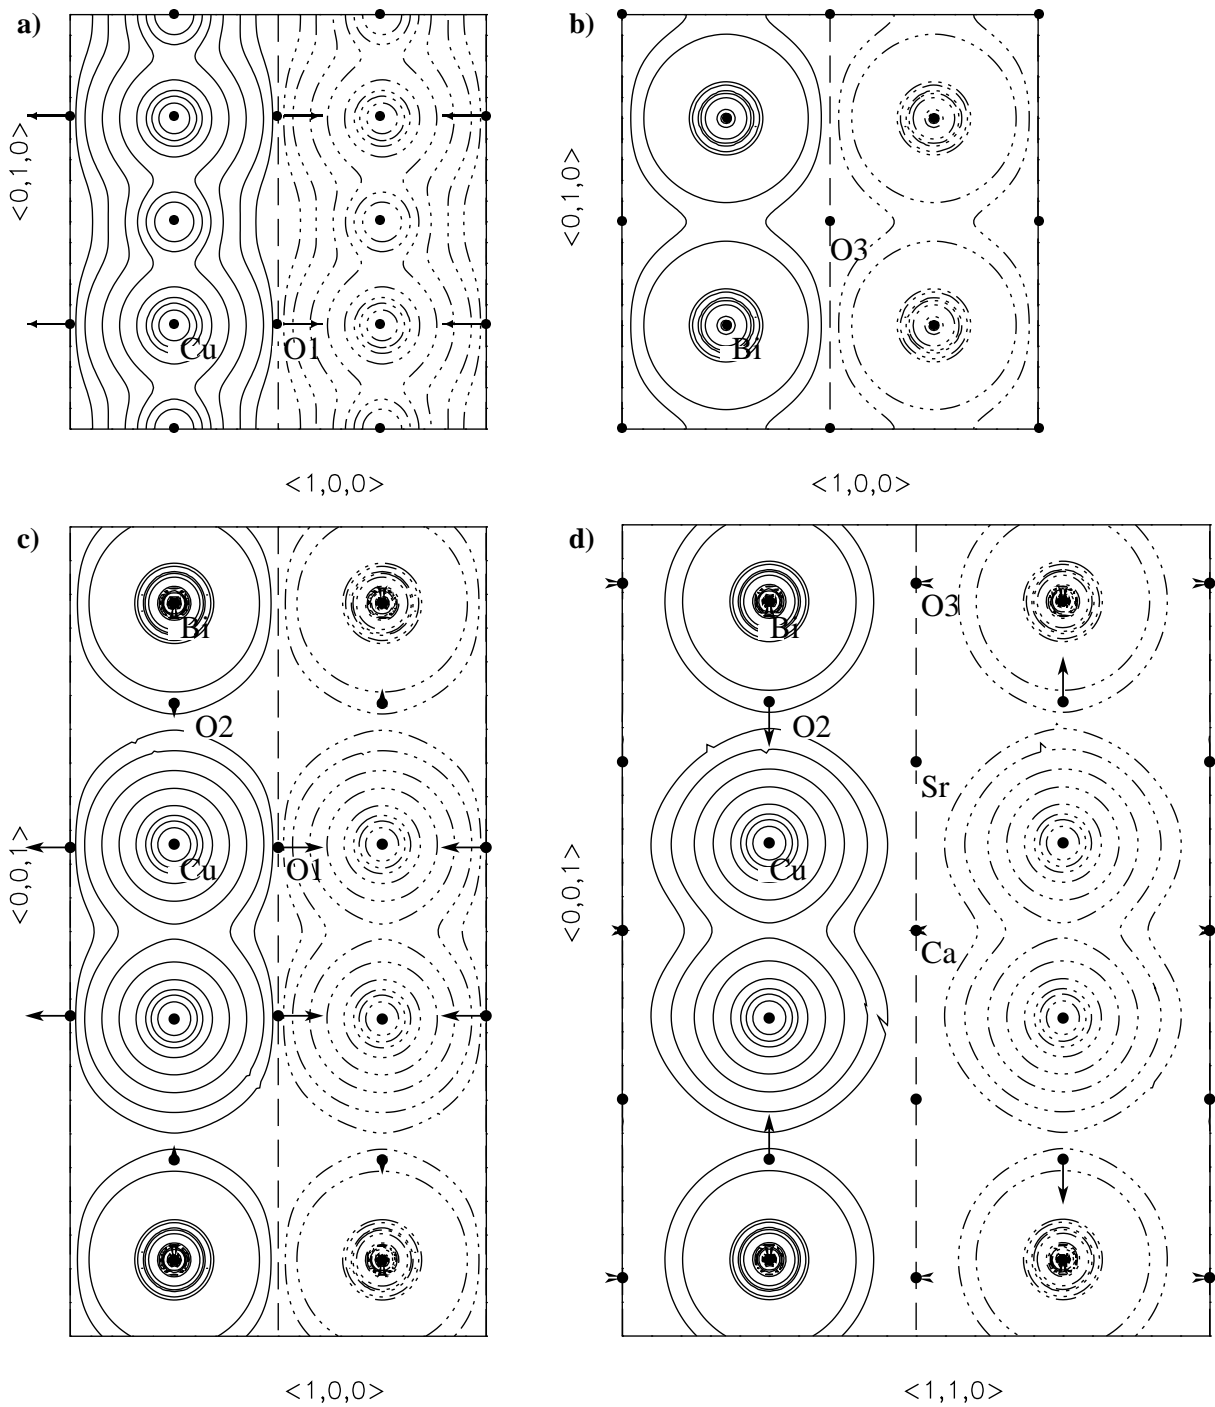 a)
<0,1,0>
Cu
O1
<1,0,0>
b)
<0,1,0>
O3
Bi
<1,0,0>
c)
Bi
O2
<0,0,1>
Cu
O1
<1,0,0>
d)
O3
Bi
O2
Sr
<0,0,1>
Cu
Ca
<1,1,0>